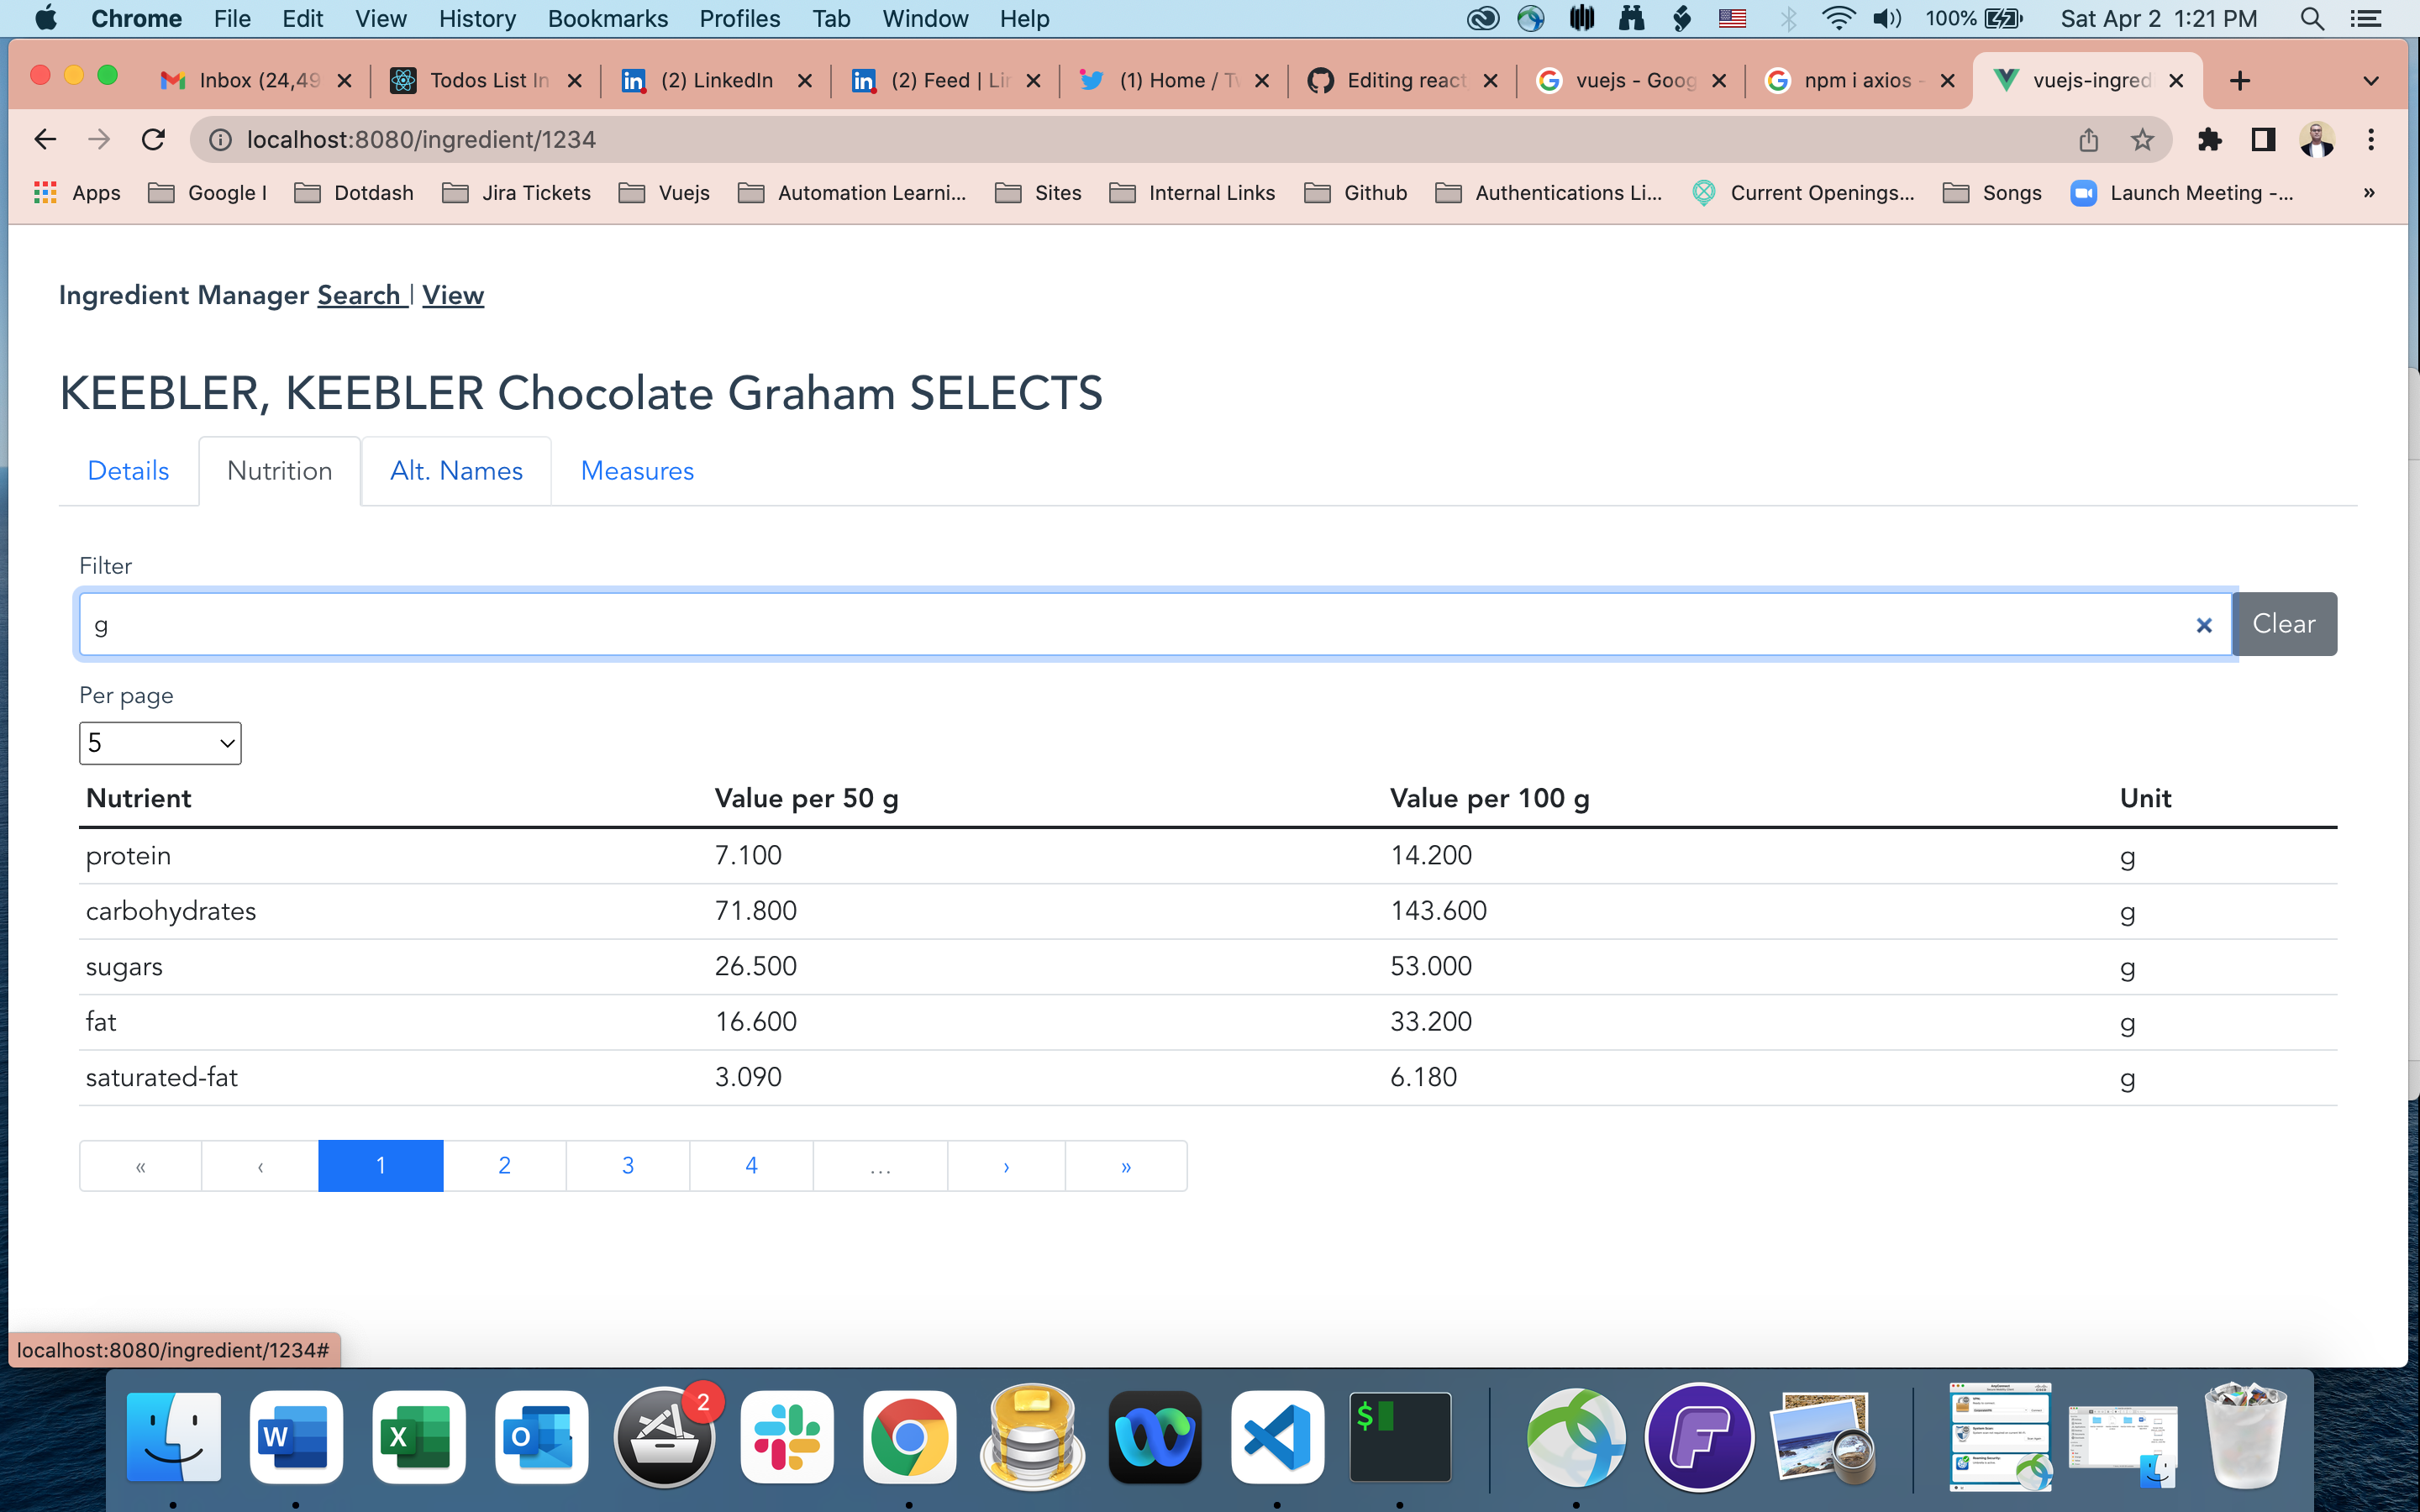 Chrome File Edit View History Bookmarks Profiles Tab Window Help 100% Sat Apr 2 1:21 PM
Inbox (24,49 Todos List In (2) LinkedIn (2) Feed | Lir (1) Home / Tw Editing react vuejs - Goog npm i axios - vuejs-ingred
localhost:8080/ingredient/1234
Apps Google I Dotdash Jira Tickets Vuejs Automation Learni... Sites Internal Links Github Authentications Li... Current Openings... Songs Launch Meeting -... »
Ingredient Manager Search | View
KEEBLER, KEEBLER Chocolate Graham SELECTS
Details Nutrition Alt. Names Measures
Filter
g × Clear
Per page
5
Nutrient Value per 50 g Value per 100 g Unit
protein 7.100 14.200 g
carbohydrates 71.800 143.600 g
sugars 26.500 53.000 g
fat 16.600 33.200 g
saturated-fat 3.090 6.180 g
« ‹ 1 2 3 4 … › »
localhost:8080/ingredient/1234#
W X O 2 $ F